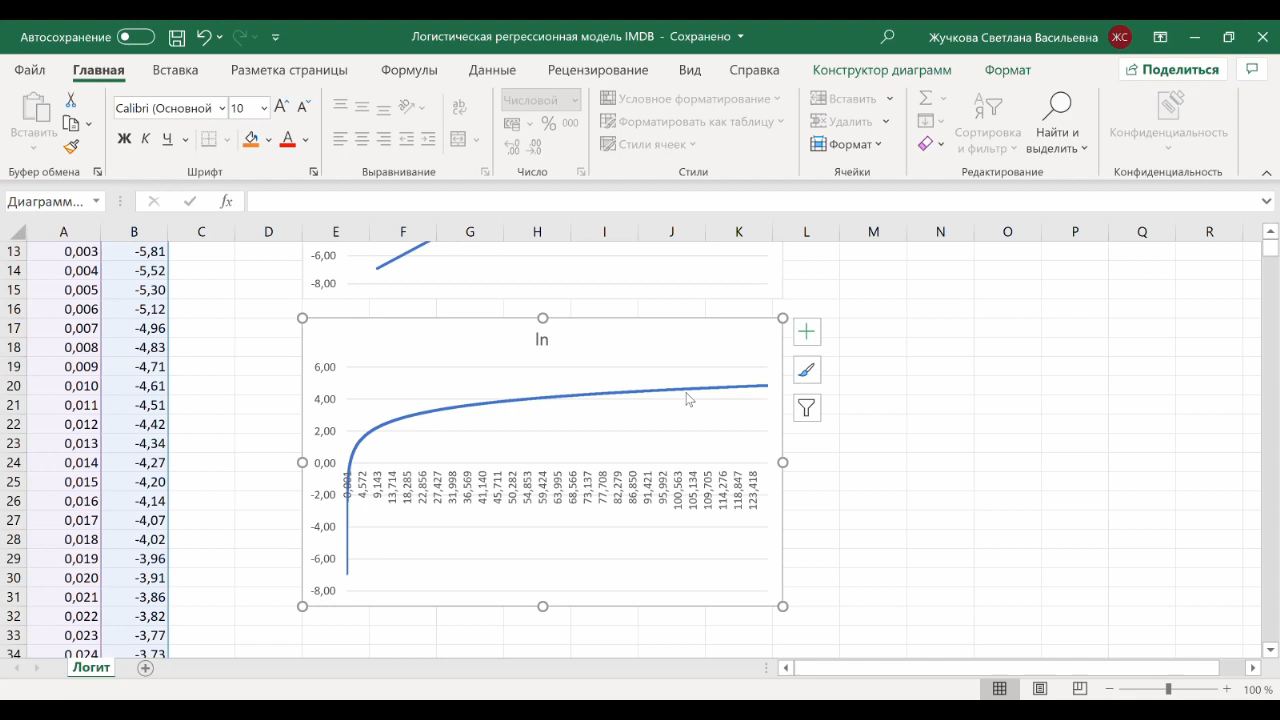 Автосохранение
Логистическая регрессионная модель IMDB - Сохранено
Жучкова Светлана Васильевна ЖС
Файл Главная Вставка Разметка страницы Формулы Данные Рецензирование Вид Справка Конструктор диаграмм Формат Поделиться
Вставить
Calibri (Основной 10
Ж К Ч
А
Числовой
% 000
Условное форматирование
Форматировать как таблицу
Стили ячеек
Вставить
Удалить
Формат
Сортировка и фильтр
Найти и выделить
Конфиденциальность
Буфер обмена Шрифт Выравнивание Число Стили Ячейки Редактирование Конфиденциальность
Диаграмм... fx
A B C D E F G H I J K L M N O P Q R
13 0,003 -5,81
14 0,004 -5,52
15 0,005 -5,30
16 0,006 -5,12
17 0,007 -4,96
18 0,008 -4,83
19 0,009 -4,71
20 0,010 -4,61
21 0,011 -4,51
22 0,012 -4,42
23 0,013 -4,34
24 0,014 -4,27
25 0,015 -4,20
26 0,016 -4,14
27 0,017 -4,07
28 0,018 -4,02
29 0,019 -3,96
30 0,020 -3,91
31 0,021 -3,86
32 0,022 -3,82
33 0,023 -3,77
34 0,024 -3,73
-6,00
-8,00
ln
6,00
4,00
2,00
0,00
-2,00
-4,00
-6,00
-8,00
0,001 4,572 9,143 13,714 18,285 22,856 27,427 31,998 36,569 41,140 45,711 50,282 54,853 59,424 63,995 68,566 73,137 77,708 82,279 86,850 91,421 95,992 100,563 105,134 109,705 114,276 118,847 123,418
Логит
100 %